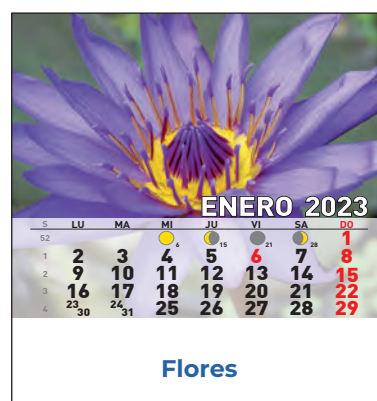 ENERO 2023
S LU MA MI JU VI SA DO
52 6 15 21 28 1
1 2 3 4 5 6 7 8
2 9 10 11 12 13 14 15
3 16 17 18 19 20 21 22
4 23 30 24 31 25 26 27 28 29
Flores